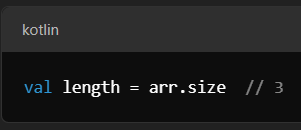 kotlin
val length = arr.size  // 3